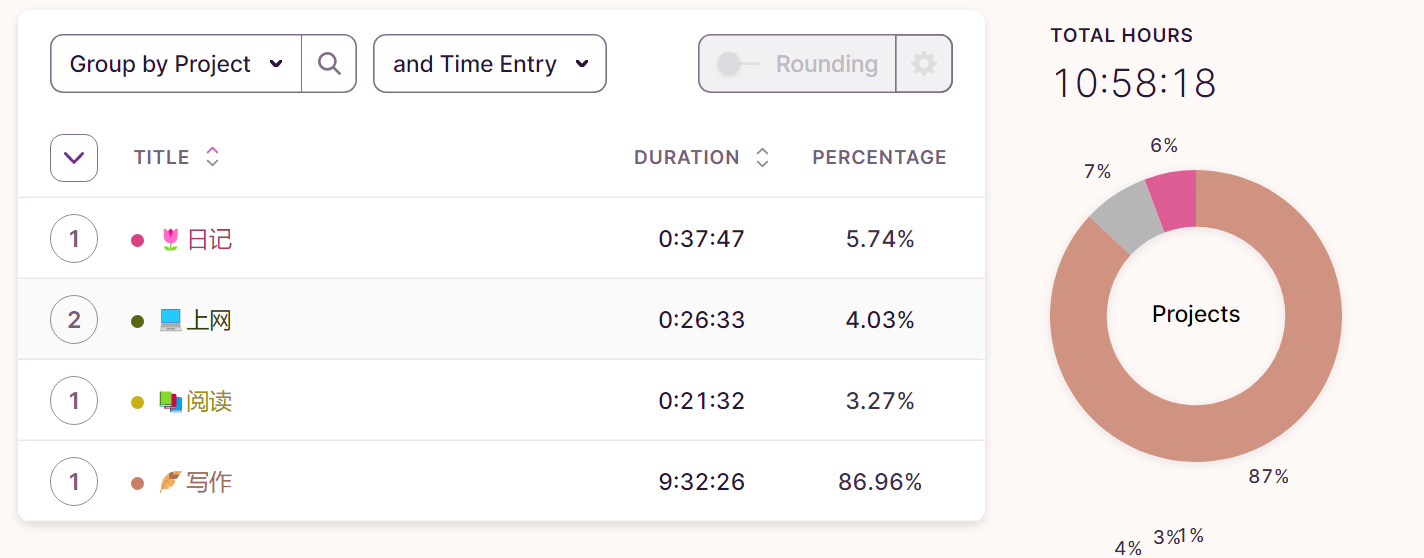 Group by Project
and Time Entry
Rounding
TITLE DURATION PERCENTAGE
1 🌷日记 0:37:47 5.74%
2 💻上网 0:26:33 4.03%
1 📚阅读 0:21:32 3.27%
1 🪶写作 9:32:26 86.96%
TOTAL HOURS
10:58:18
6%
7%
Projects
87%
4% 3% 1%